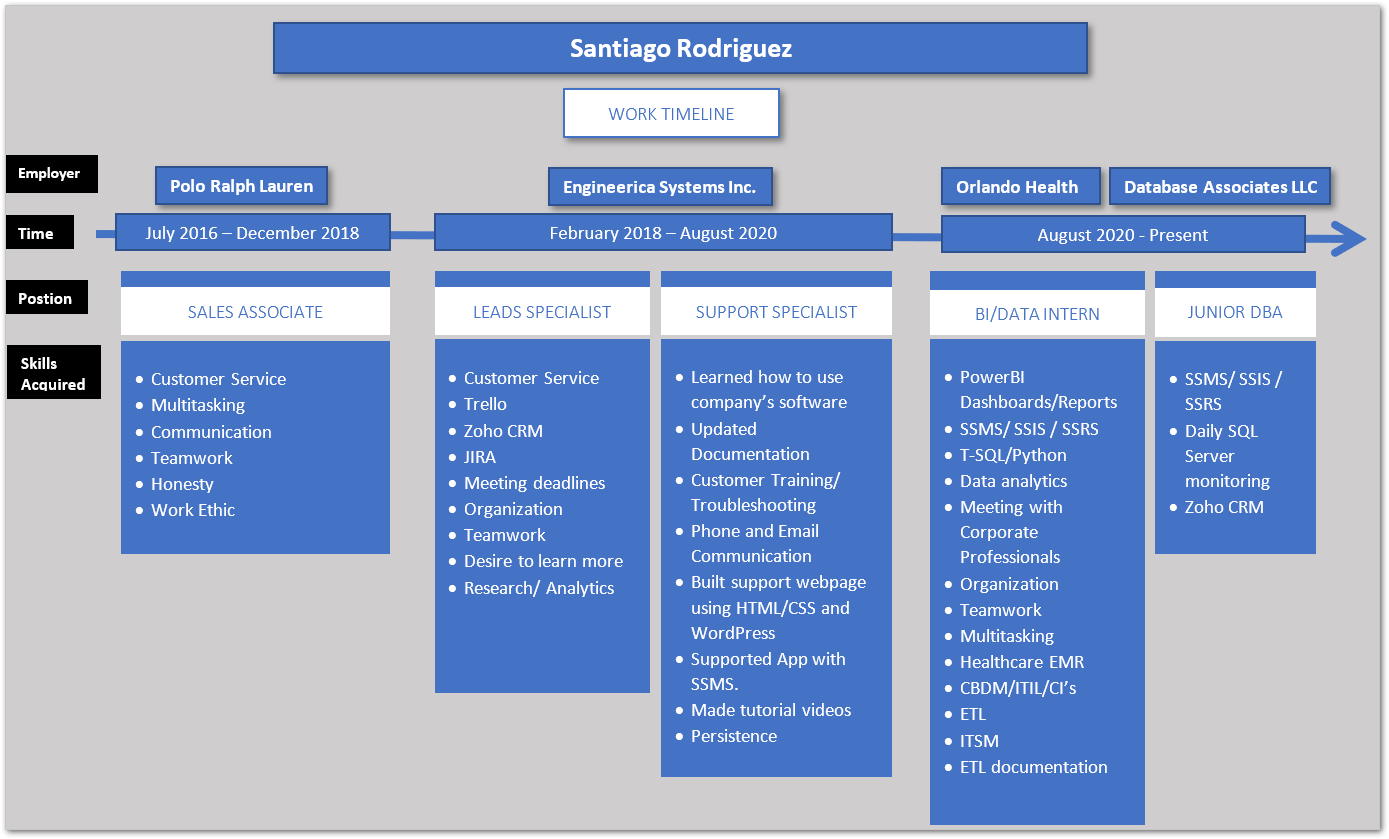 Santiago Rodriguez
WORK TIMELINE
Employer
Polo Ralph Lauren
Engineerica Systems Inc.
Orlando Health
Database Associates LLC
Time
July 2016 – December 2018
February 2018 – August 2020
August 2020 - Present
Postion
SALES ASSOCIATE
LEADS SPECIALIST
SUPPORT SPECIALIST
BI/DATA INTERN
JUNIOR DBA
Skills
Acquired
• Customer Service
• Multitasking
• Communication
• Teamwork
• Honesty
• Work Ethic
• Customer Service
• Trello
• Zoho CRM
• JIRA
• Meeting deadlines
• Organization
• Teamwork
• Desire to learn more
• Research/ Analytics
• Learned how to use
company’s software
• Updated
Documentation
• Customer Training/
Troubleshooting
• Phone and Email
Communication
• Built support webpage
using HTML/CSS and
WordPress
• Supported App with
SSMS.
• Made tutorial videos
• Persistence
• PowerBI
Dashboards/Reports
• SSMS/ SSIS / SSRS
• T-SQL/Python
• Data analytics
• Meeting with
Corporate
Professionals
• Organization
• Teamwork
• Multitasking
• Healthcare EMR
• CBDM/ITIL/CI’s
• ETL
• ITSM
• ETL documentation
• SSMS/ SSIS /
SSRS
• Daily SQL
Server
monitoring
• Zoho CRM